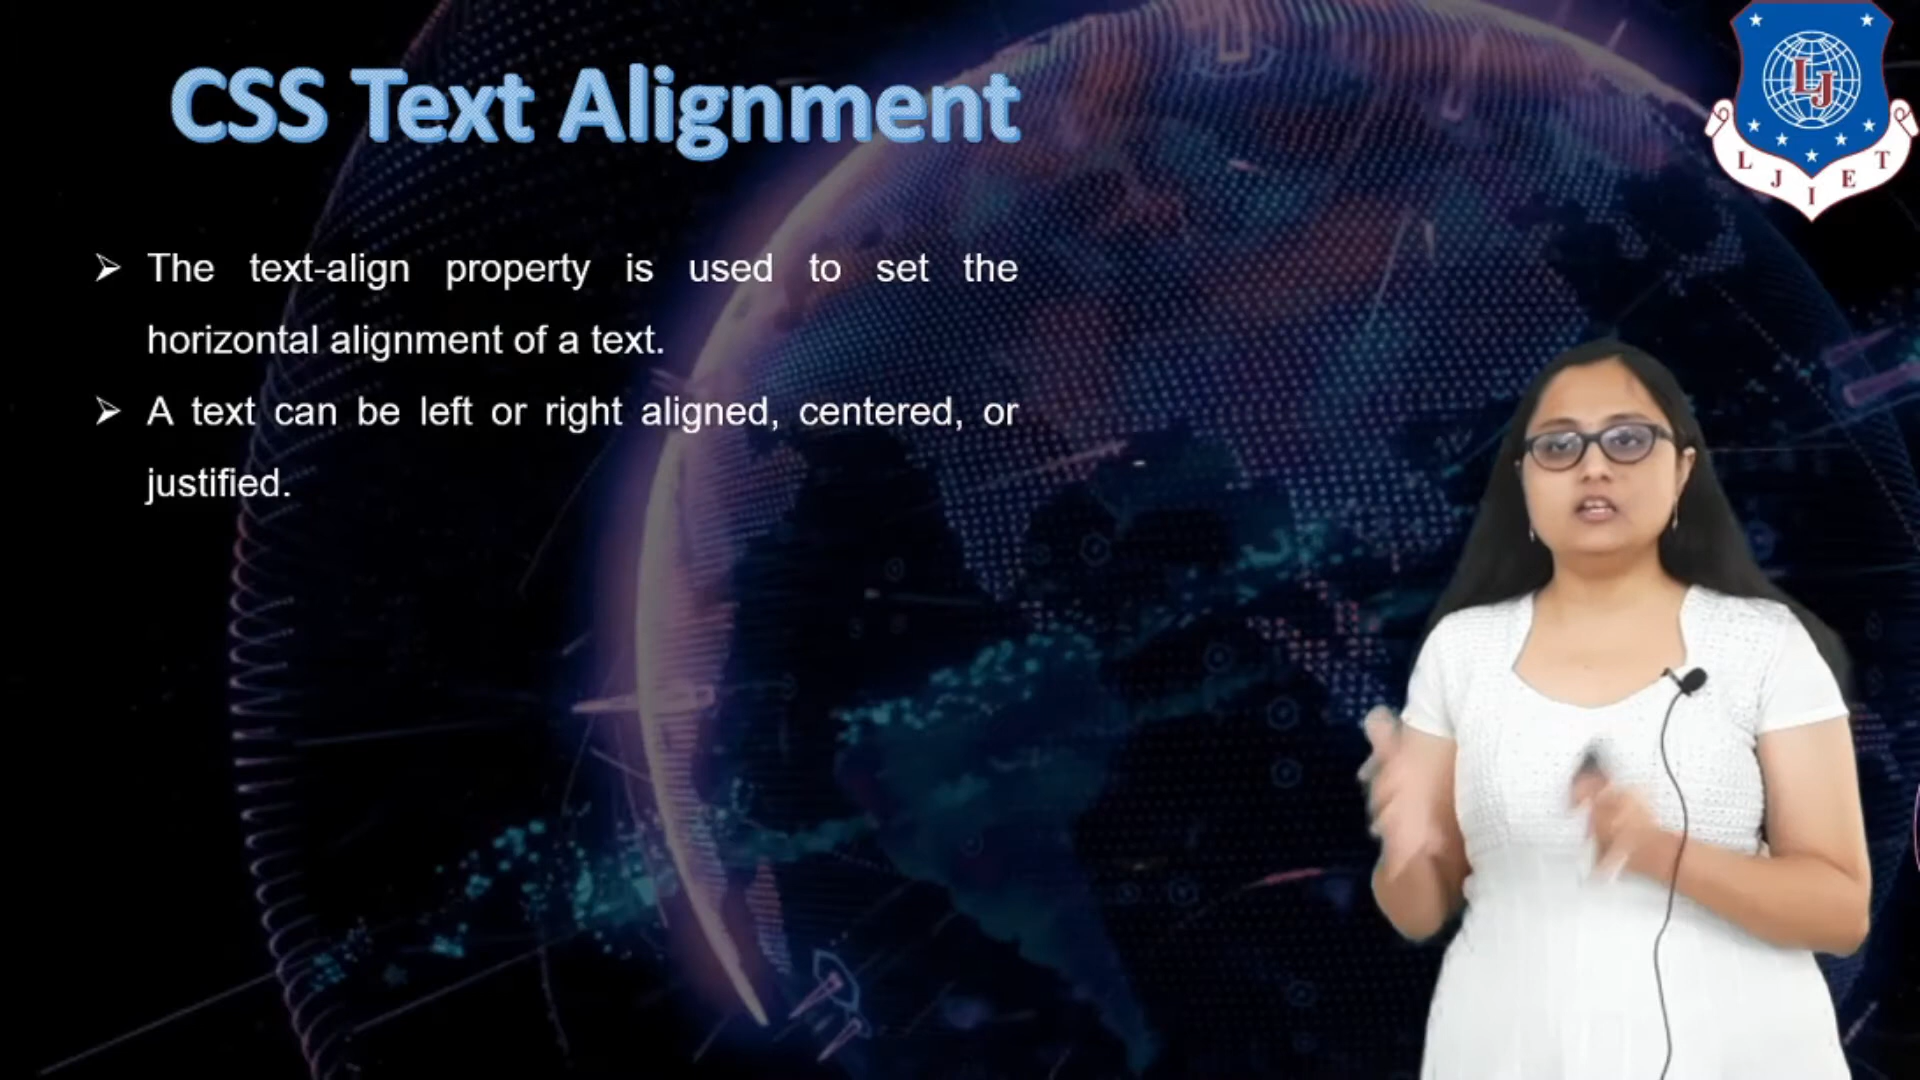 CSS Text Alignment
LJ
L J I E T
➢ The text-align property is used to set the
horizontal alignment of a text.
➢ A text can be left or right aligned, centered, or
justified.